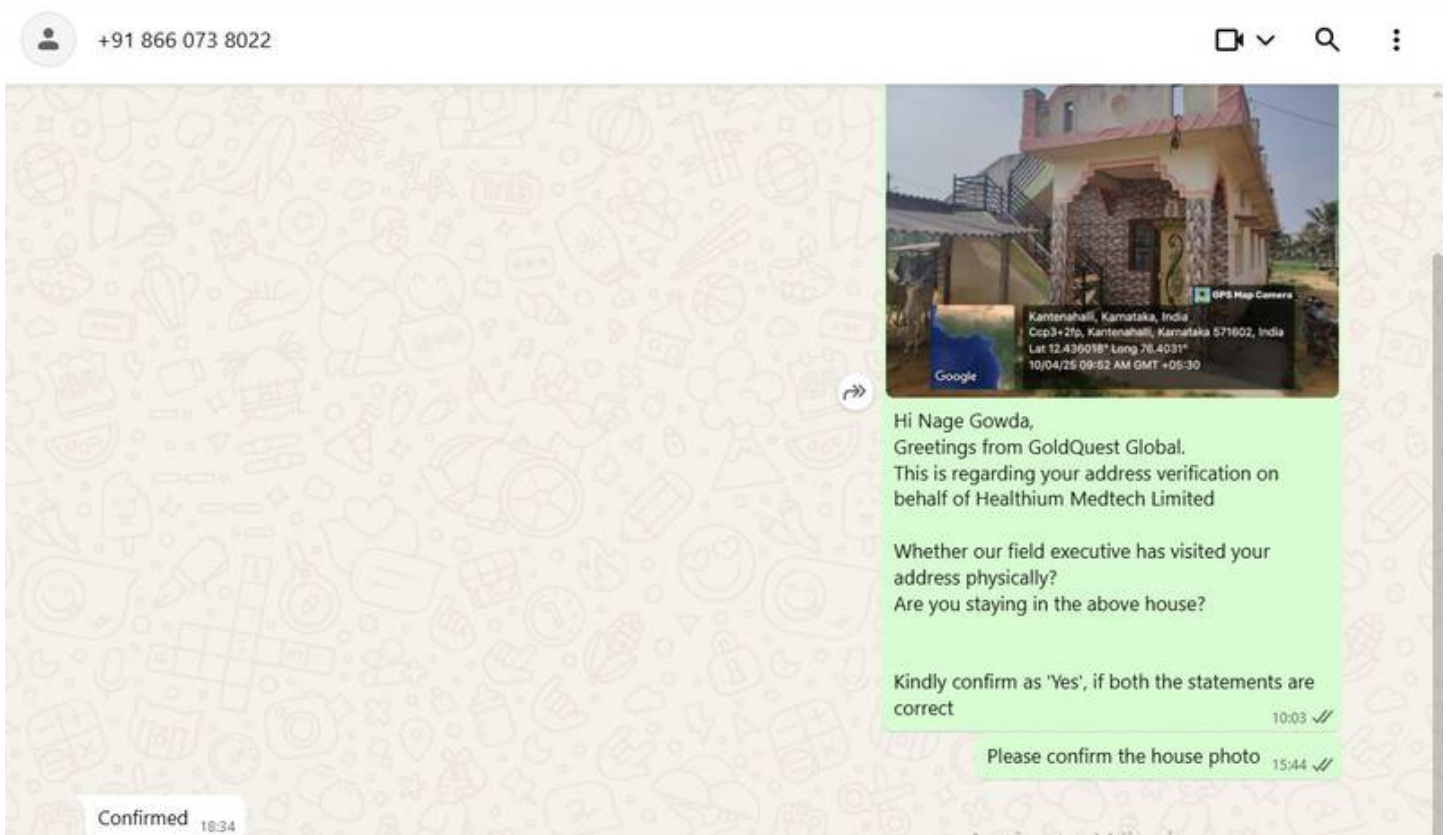 +91 866 073 8022
GPS Map Camera
Kantenahalli, Karnataka, India
Ccp3+2fp, Kantenahalli, Karnataka 571602, India
Lat 12.436018° Long 76.4031°
10/04/25 09:52 AM GMT +05:30
Google
Hi Nage Gowda,
Greetings from GoldQuest Global.
This is regarding your address verification on
behalf of Healthium Medtech Limited
Whether our field executive has visited your
address physically?
Are you staying in the above house?
Kindly confirm as 'Yes', if both the statements are
correct
10:03
Please confirm the house photo 15:44
Confirmed 18:34